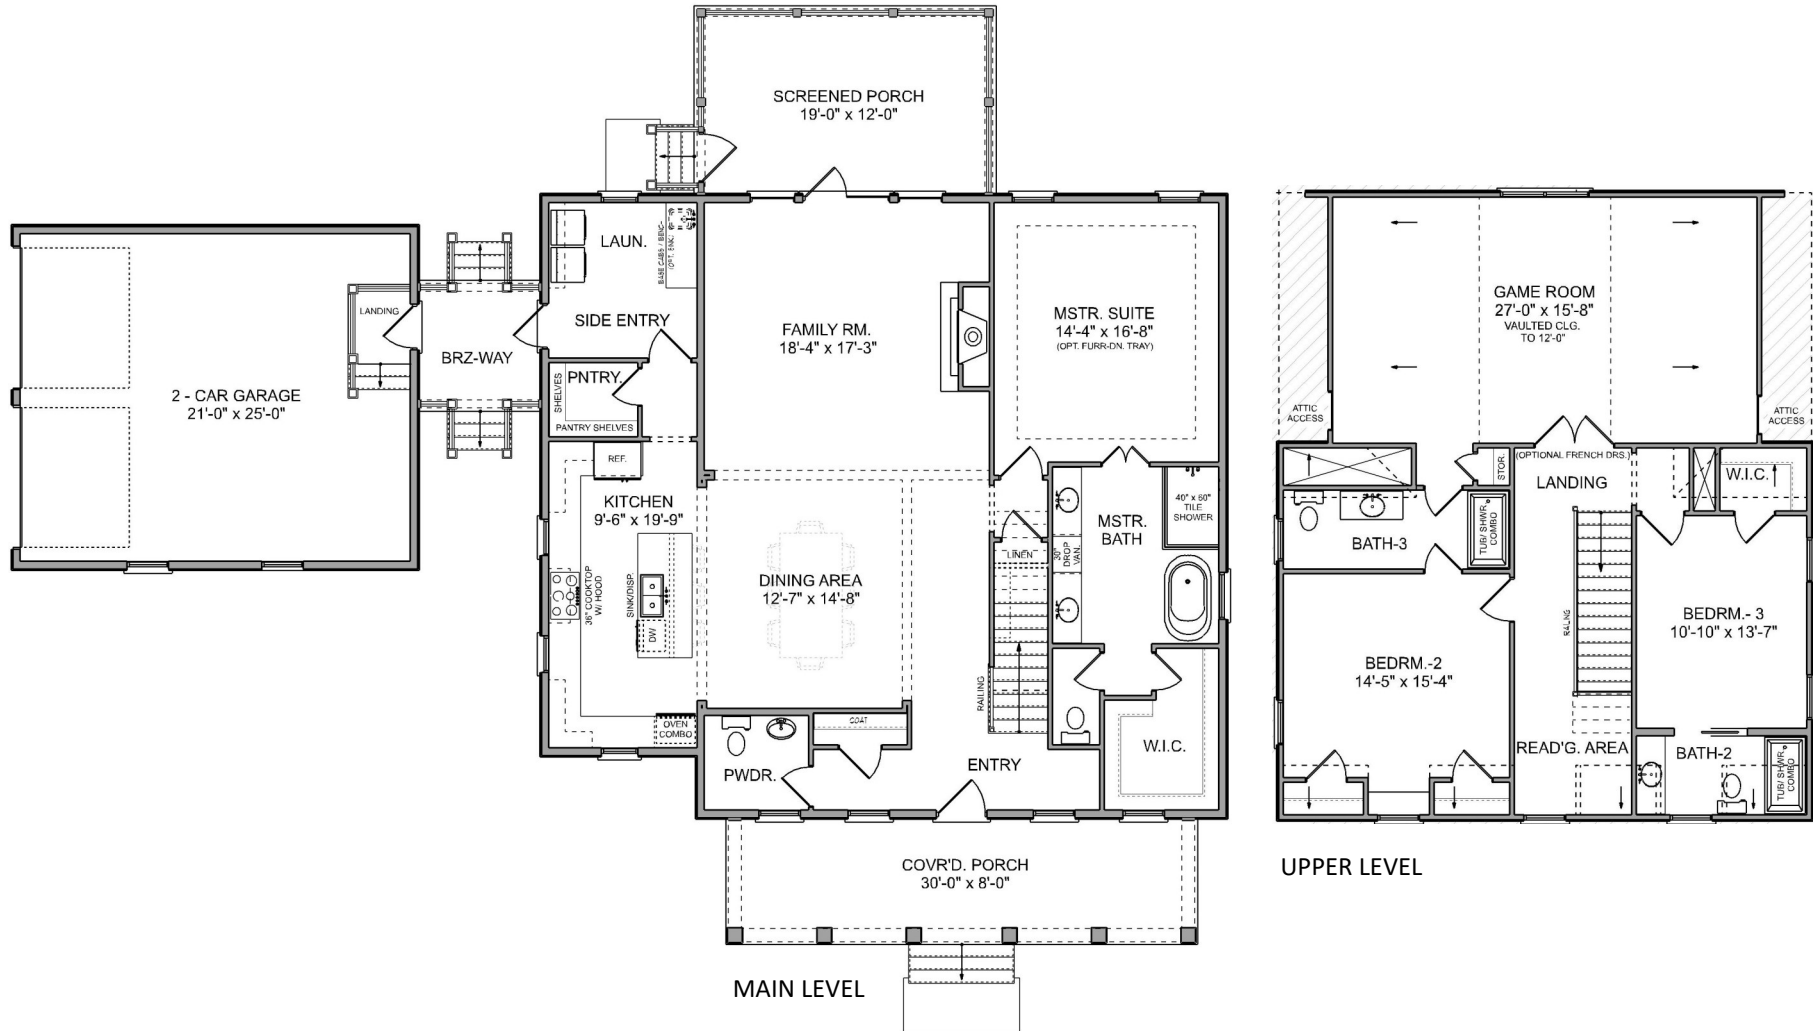 SCREENED PORCH
19'-0" x 12'-0"
LAUN.
BASE CABS / BENC-
(OPT. SINK)
SIDE ENTRY
LANDING
BRZ-WAY
2 - CAR GARAGE
21'-0" x 25'-0"
PNTRY.
SHELVES
PANTRY SHELVES
FAMILY RM.
18'-4" x 17'-3"
MSTR. SUITE
14'-4" x 16'-8"
(OPT. FURR-DN. TRAY)
REF.
KITCHEN
9'-6" x 19'-9"
36" COOKTOP
W/ HOOD
SINK/DISP.
DW
OVEN
COMBO
DINING AREA
12'-7" x 14'-8"
LINEN
RAILING
MSTR.
BATH
30"
DROP
VAN.
40" x 60"
TILE
SHOWER
W.I.C.
COAT
PWDR.
ENTRY
COVR'D. PORCH
30'-0" x 8'-0"
MAIN LEVEL
GAME ROOM
27'-0" x 15'-8"
VAULTED CLG.
TO 12'-0"
ATTIC
ACCESS
ATTIC
ACCESS
(OPTIONAL FRENCH DRS.)
STOR.
LANDING
W.I.C.
BATH-3
TUB/ SHWR.
COMBO
RAILING
BEDRM.- 3
10'-10" x 13'-7"
BEDRM.-2
14'-5" x 15'-4"
READ'G. AREA
BATH-2
TUB/ SHWR.
COMBO
UPPER LEVEL